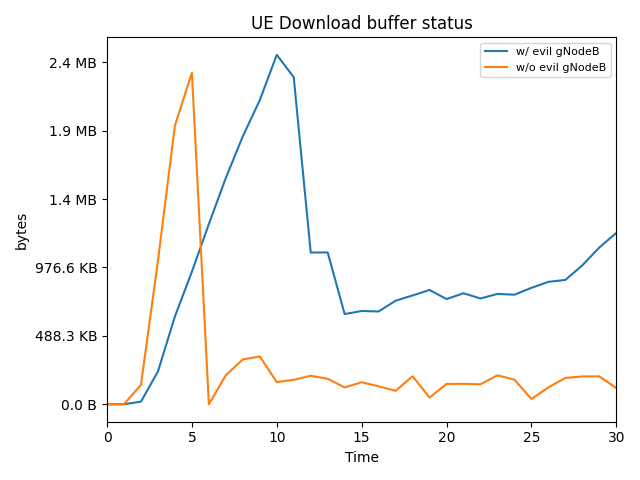 UE Download buffer status
w/ evil gNodeB
w/o evil gNodeB
2.4 MB
1.9 MB
1.4 MB
976.6 KB
488.3 KB
0.0 B
bytes
0 5 10 15 20 25 30
Time